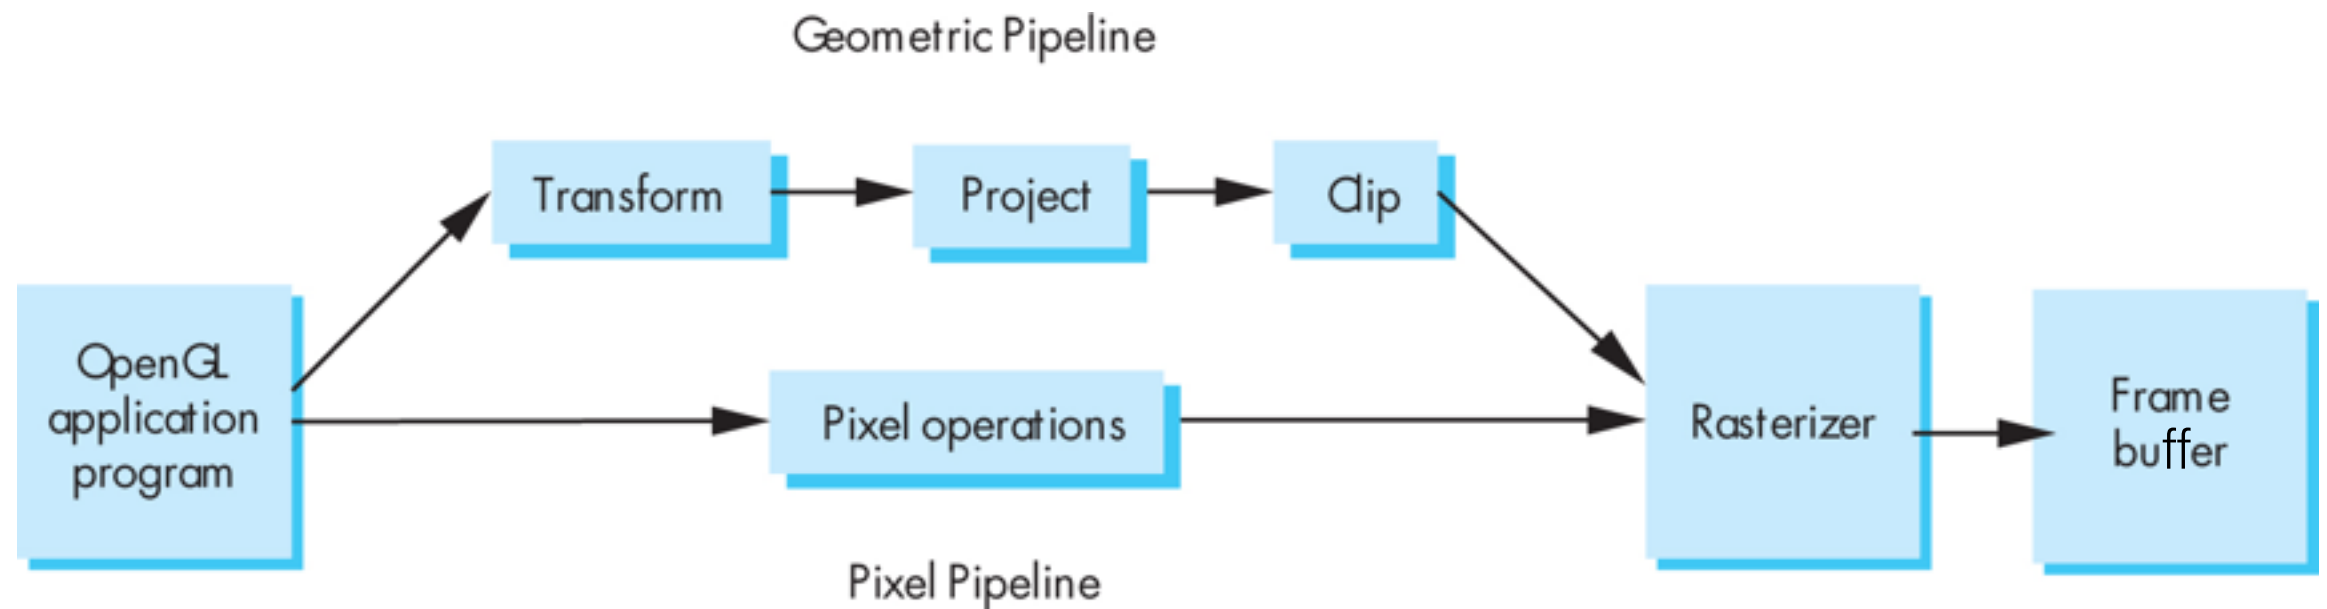 Geometric Pipeline
Transform
Project
Clip
OpenGL
application
program
Pixel operations
Rasterizer
Frame
buffer
Pixel Pipeline